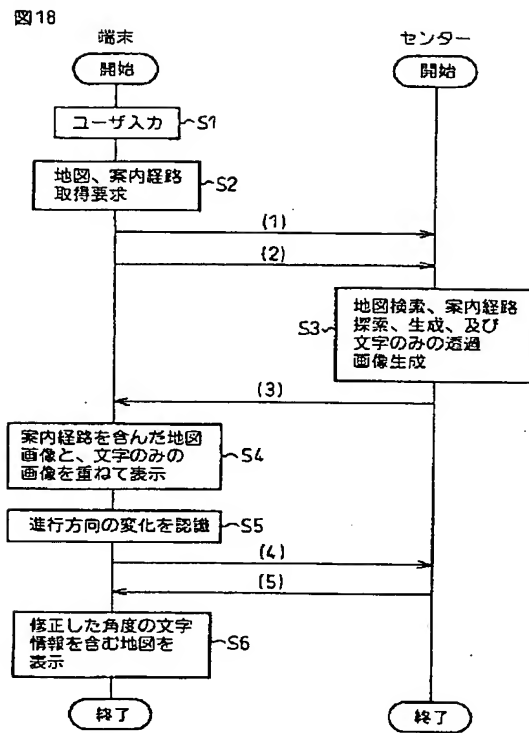 図18
端末
センター
開始
開始
ユーザ入力
S1
地図、案内経路
取得要求
S2
(1)
(2)
地図検索、案内経路
探索、生成、及び
文字のみの透過
画像生成
S3
(3)
案内経路を含んだ地図
画像と、文字のみの
画像を重ねて表示
S4
進行方向の変化を認識
S5
(4)
(5)
修正した角度の文字
情報を含む地図を
表示
S6
終了
終了